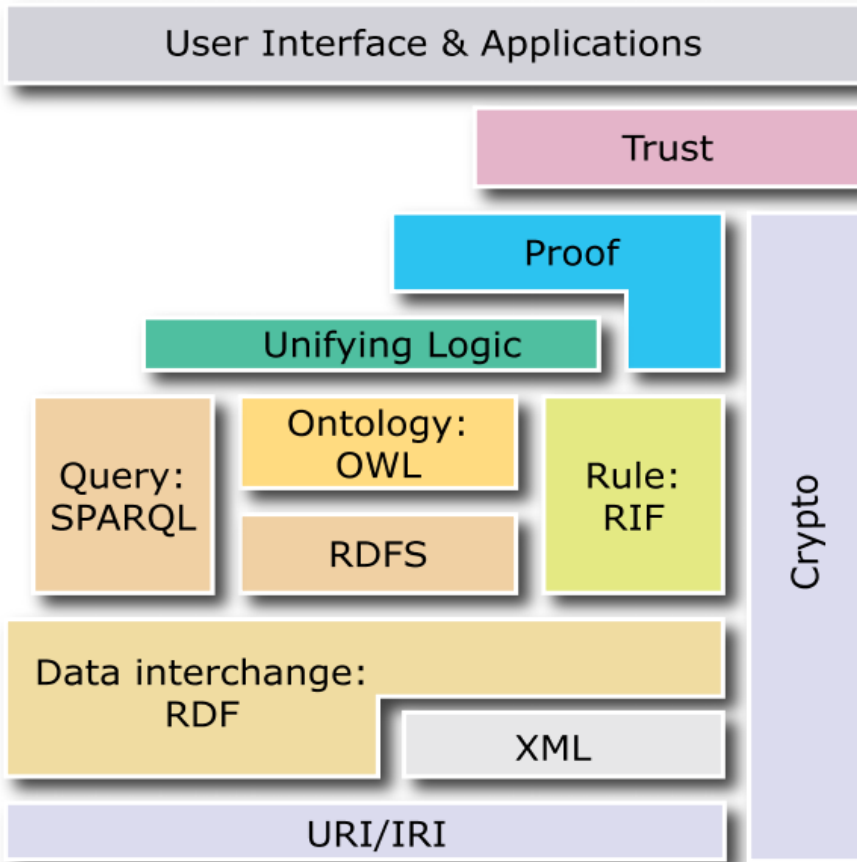 User Interface & Applications
Trust
Proof
Unifying Logic
Ontology:
OWL
Query:
SPARQL
Rule:
RIF
RDFS
Crypto
Data interchange:
RDF
XML
URI/IRI